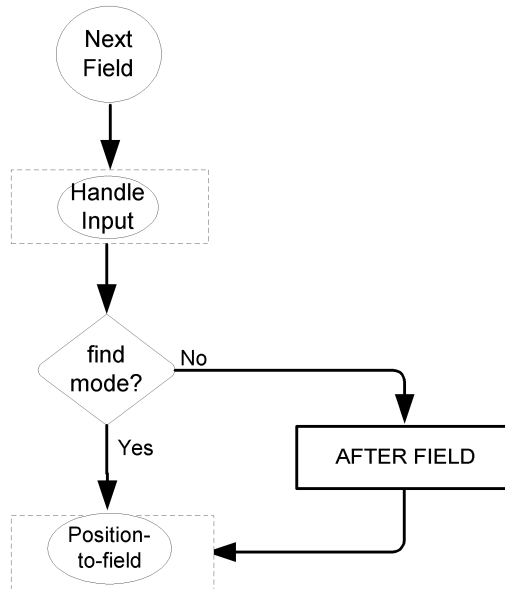 Next
Field
Handle
Input
find
mode?
No
Yes
AFTER FIELD
Position-
to-field